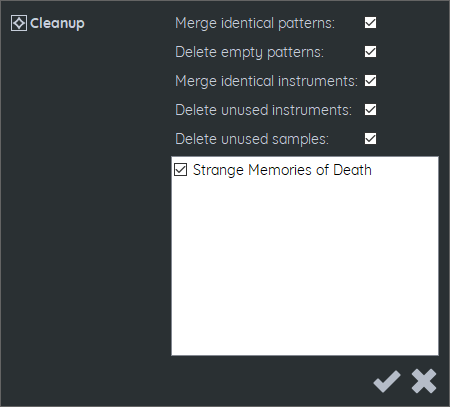 Cleanup
Merge identical patterns:
Delete empty patterns:
Merge identical instruments:
Delete unused instruments:
Delete unused samples:
Strange Memories of Death